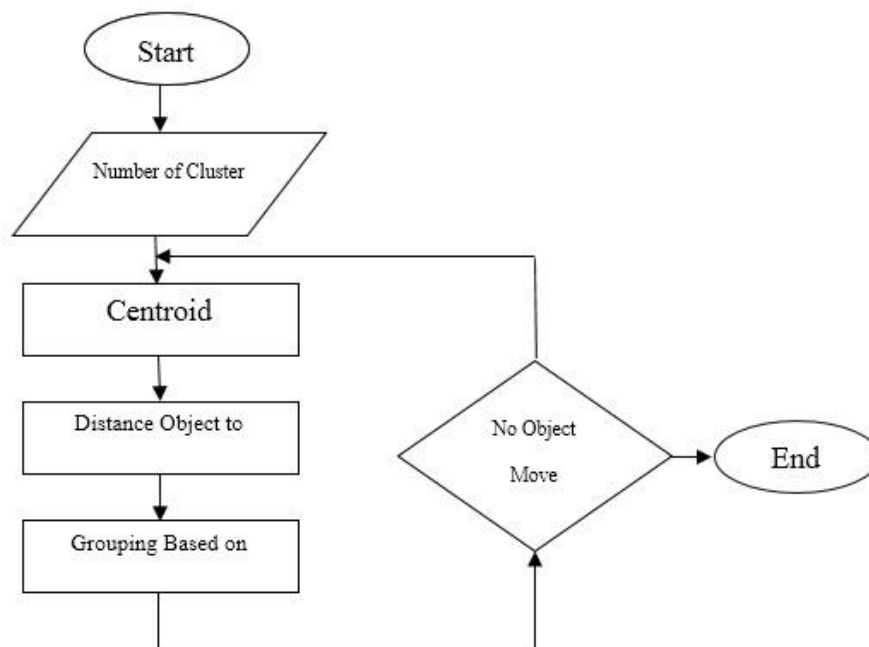 Start
Number of Cluster
Centroid
Distance Object to
Grouping Based on
No Object
Move
End